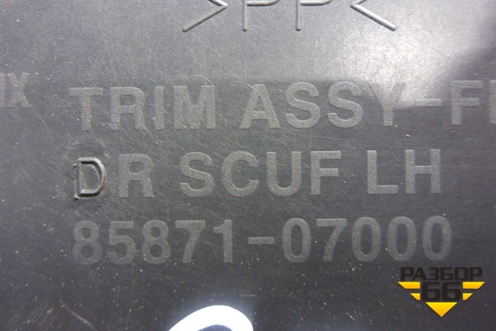 >PP<
TRIM ASSY-F
DR SCUF LH
85871-07000
РАЗБОР
66